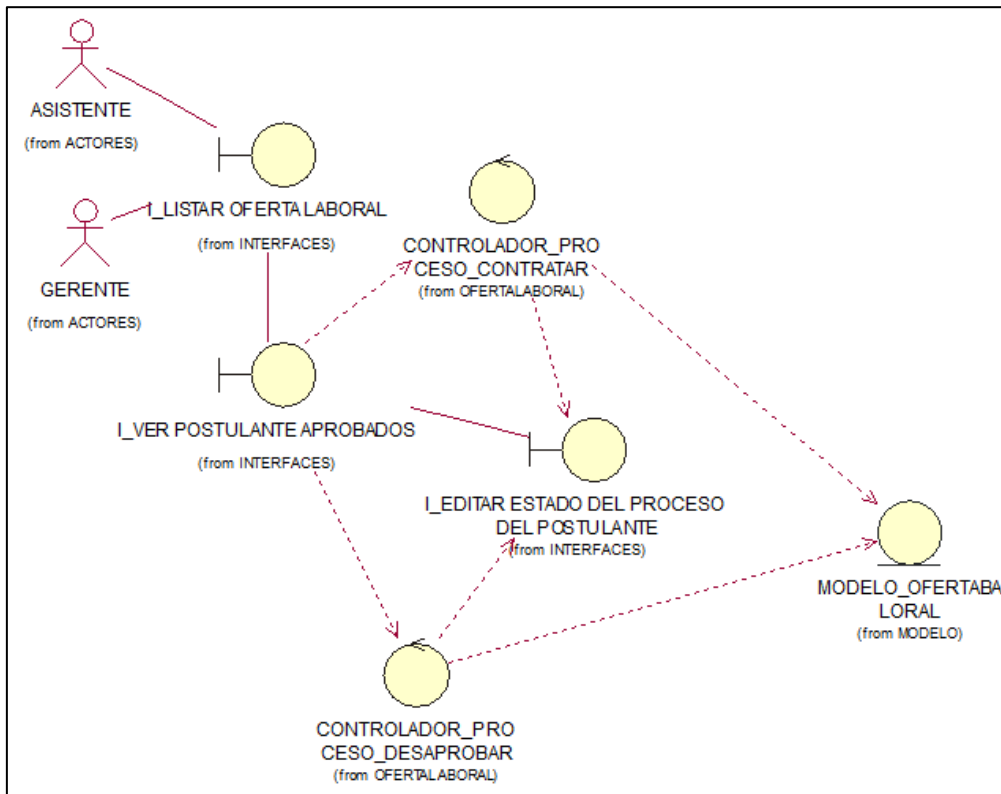 ASISTENTE
(from ACTORES)
I_LISTAR OFERTA LABORAL
(from INTERFACES)
GERENTE
(from ACTORES)
CONTROLADOR_PRO
CESO_CONTRATAR
(from OFERTALABORAL)
I_VER POSTULANTE APROBADOS
(from INTERFACES)
I_EDITAR ESTADO DEL PROCESO
DEL POSTULANTE
(from INTERFACES)
MODELO_OFERTABA
LORAL
(from MODELO)
CONTROLADOR_PRO
CESO_DESAPROBAR
(from OFERTALABORAL)